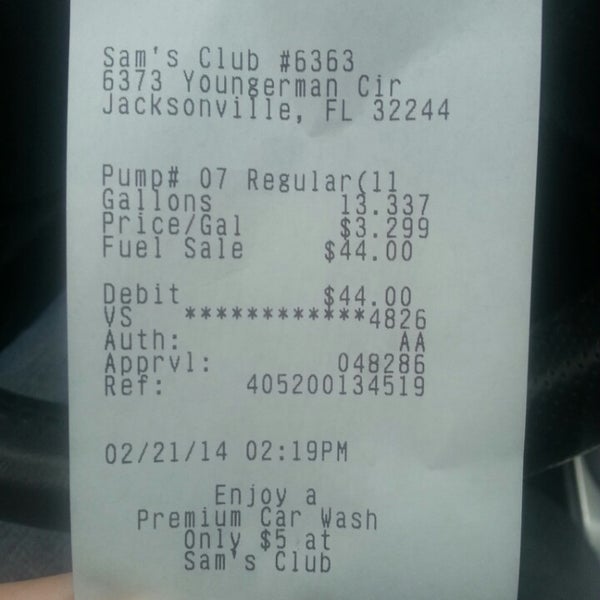 Sam's Club #6363
6373 Youngerman Cir
Jacksonville, FL 32244
Pump# 07 Regular(11
Gallons 13.337
Price/Gal $3.299
Fuel Sale $44.00
Debit $44.00
VS ************4826
Auth: AA
Apprvl: 048286
Ref: 405200134519
02/21/14 02:19PM
Enjoy a
Premium Car Wash
Only $5 at
Sam's Club